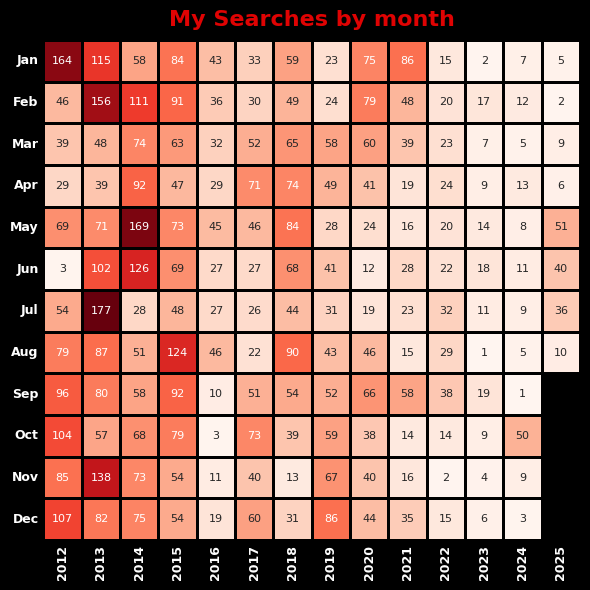 My Searches by month
Jan 164 115 58 84 43 33 59 23 75 86 15 2 7 5
Feb 46 156 111 91 36 30 49 24 79 48 20 17 12 2
Mar 39 48 74 63 32 52 65 58 60 39 23 7 5 9
Apr 29 39 92 47 29 71 74 49 41 19 24 9 13 6
May 69 71 169 73 45 46 84 28 24 16 20 14 8 51
Jun 3 102 126 69 27 27 68 41 12 28 22 18 11 40
Jul 54 177 28 48 27 26 44 31 19 23 32 11 9 36
Aug 79 87 51 124 46 22 90 43 46 15 29 1 5 10
Sep 96 80 58 92 10 51 54 52 66 58 38 19 1
Oct 104 57 68 79 3 73 39 59 38 14 14 9 50
Nov 85 138 73 54 11 40 13 67 40 16 2 4 9
Dec 107 82 75 54 19 60 31 86 44 35 15 6 3
2012 2013 2014 2015 2016 2017 2018 2019 2020 2021 2022 2023 2024 2025